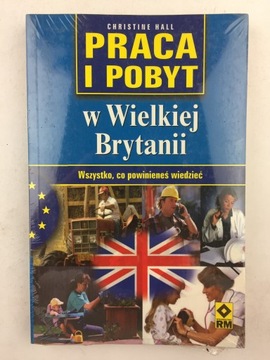 CHRISTINE HALL
PRACA
I POBYT
w Wielkiej
Brytanii
Wszystko, co powinieneś wiedzieć
RM